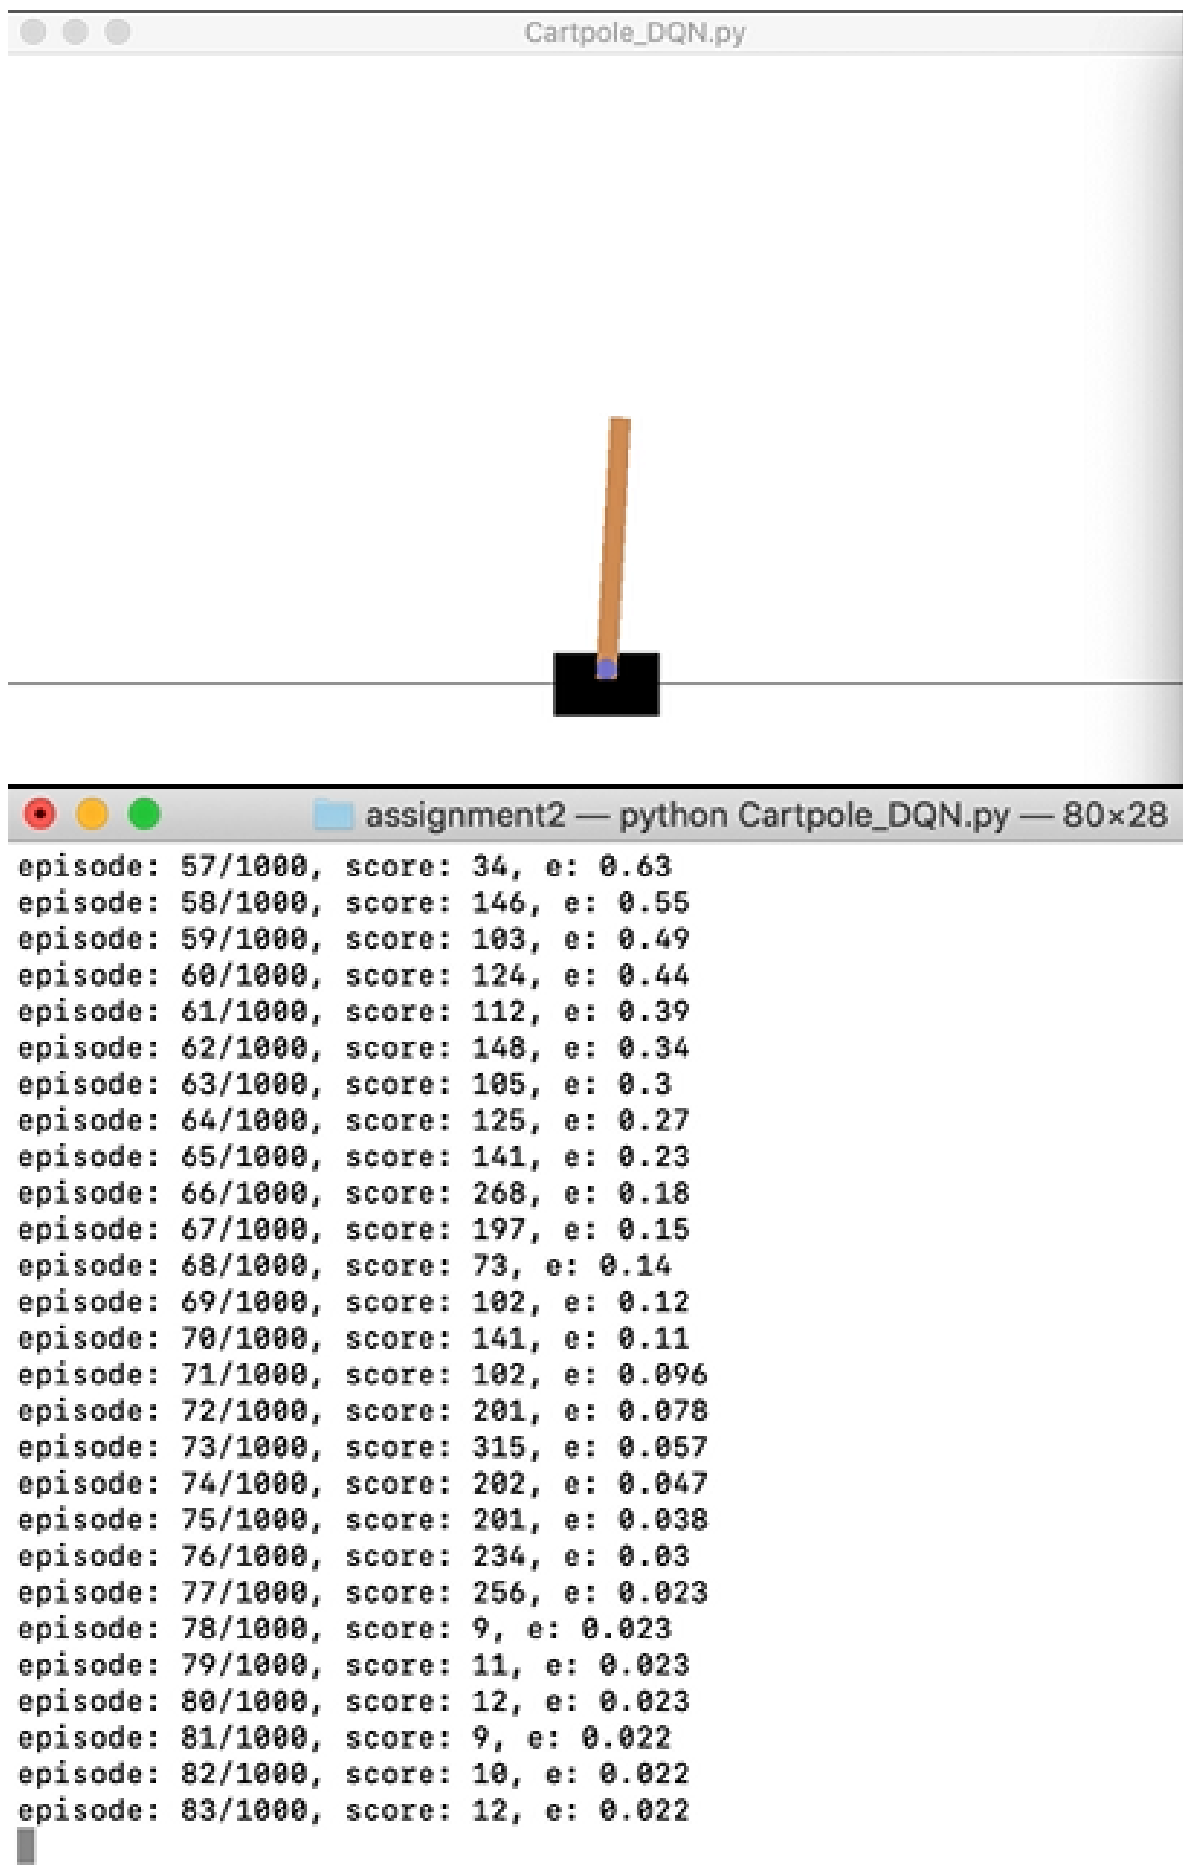 Cartpole_DQN.py
assignment2 — python Cartpole_DQN.py — 80×28
episode: 57/1000, score: 34, e: 0.63
episode: 58/1000, score: 146, e: 0.55
episode: 59/1000, score: 103, e: 0.49
episode: 60/1000, score: 124, e: 0.44
episode: 61/1000, score: 112, e: 0.39
episode: 62/1000, score: 148, e: 0.34
episode: 63/1000, score: 105, e: 0.3
episode: 64/1000, score: 125, e: 0.27
episode: 65/1000, score: 141, e: 0.23
episode: 66/1000, score: 268, e: 0.18
episode: 67/1000, score: 197, e: 0.15
episode: 68/1000, score: 73, e: 0.14
episode: 69/1000, score: 102, e: 0.12
episode: 70/1000, score: 141, e: 0.11
episode: 71/1000, score: 102, e: 0.096
episode: 72/1000, score: 201, e: 0.078
episode: 73/1000, score: 315, e: 0.057
episode: 74/1000, score: 202, e: 0.047
episode: 75/1000, score: 201, e: 0.038
episode: 76/1000, score: 234, e: 0.03
episode: 77/1000, score: 256, e: 0.023
episode: 78/1000, score: 9, e: 0.023
episode: 79/1000, score: 11, e: 0.023
episode: 80/1000, score: 12, e: 0.023
episode: 81/1000, score: 9, e: 0.022
episode: 82/1000, score: 10, e: 0.022
episode: 83/1000, score: 12, e: 0.022